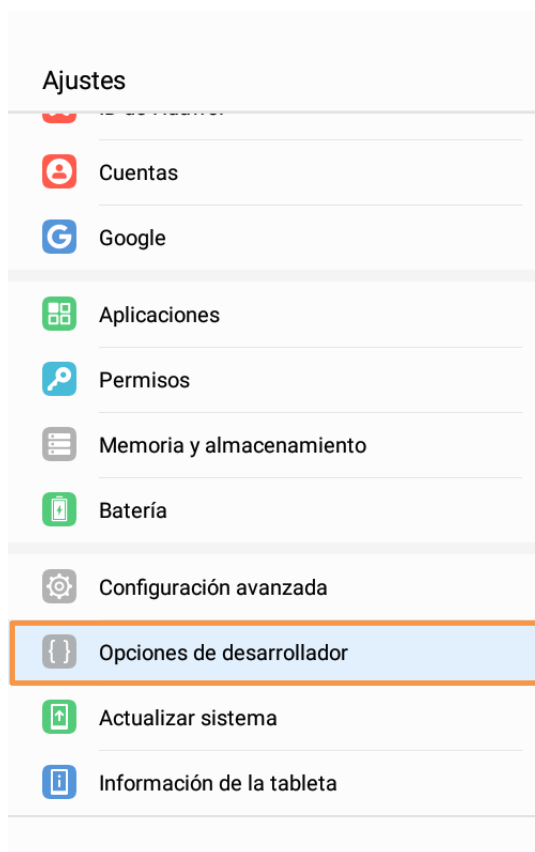 Ajustes
Cuentas
Google
Aplicaciones
Permisos
Memoria y almacenamiento
Batería
Configuración avanzada
Opciones de desarrollador
Actualizar sistema
Información de la tableta